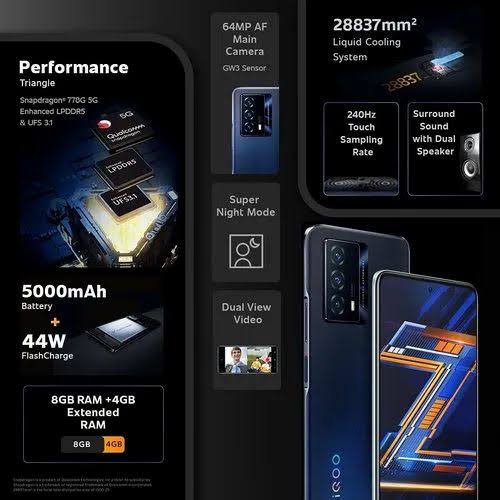 Performance
Triangle
Snapdragon® 778G 5G
Enhanced LPDDR5
& UFS 3.1
5G
Qualcomm
snapdragon
LPDDR5
UFS3.1
5000mAh
Battery
+
44W
FlashCharge
8GB RAM +4GB
Extended
RAM
8GB
4GB
64MP AF
Main
Camera
GW3 Sensor
Super
Night Mode
Dual View
Video
28837mm²
Liquid Cooling
System
28837
240Hz
Touch
Sampling
Rate
Surround
Sound
with Dual
Speaker
iQOO